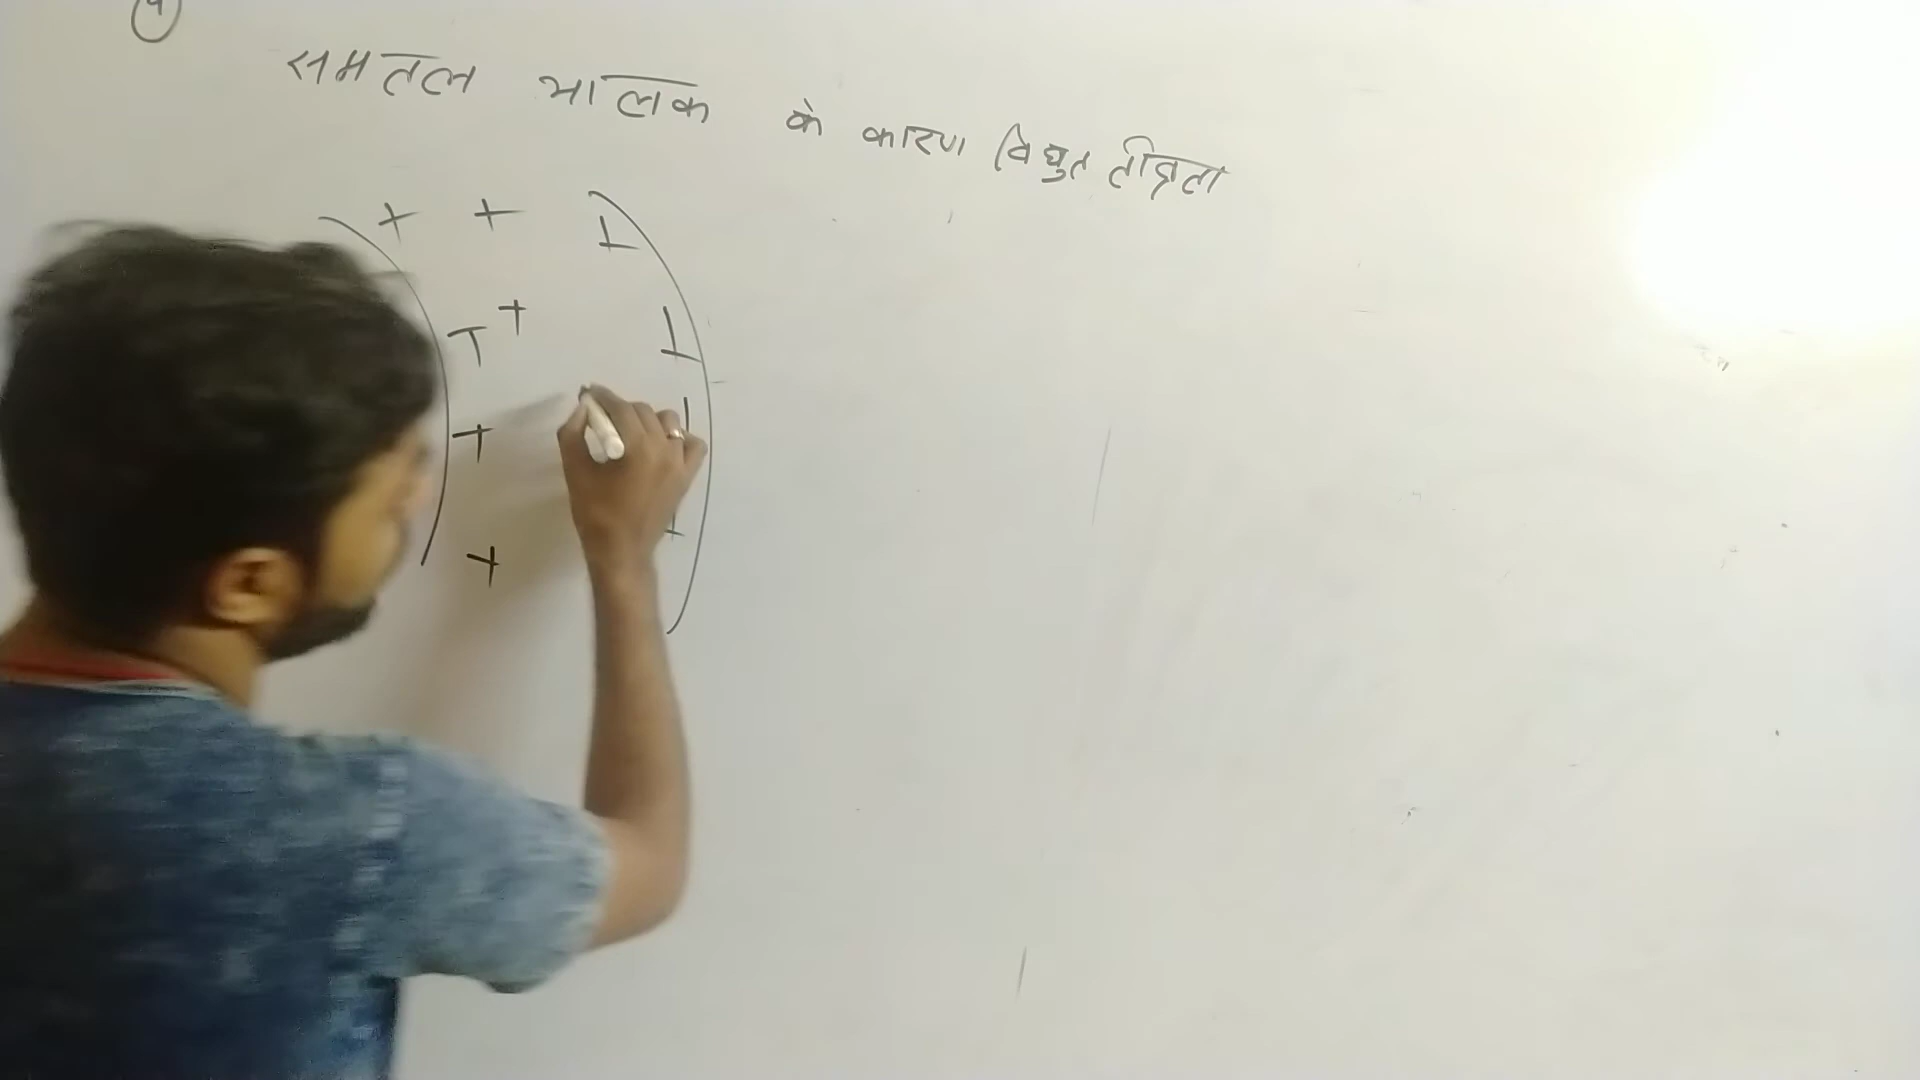 समतल चालक के कारण विद्युत तीव्रता
+ + +
+ +
+
+